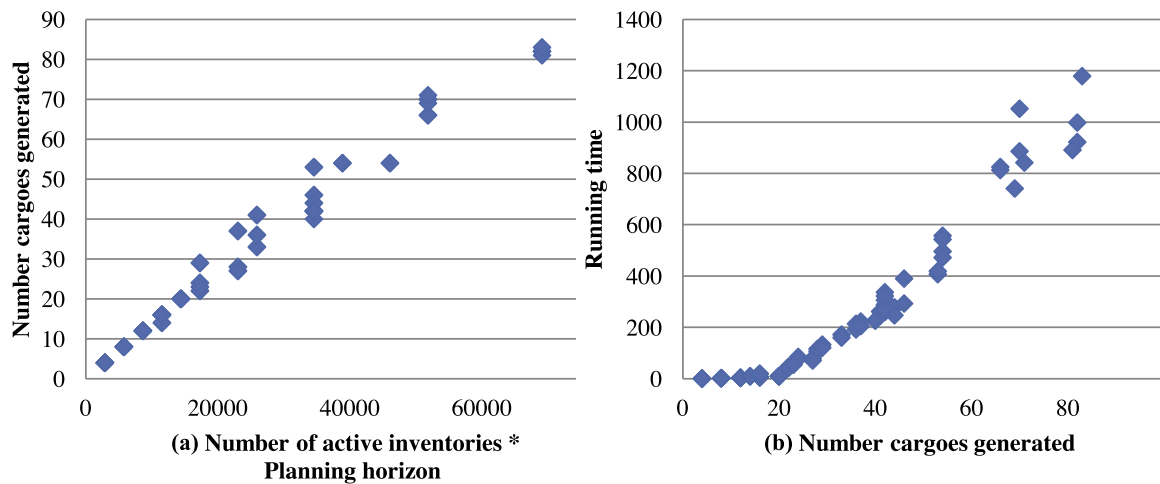 90
80
70
60
50
40
30
20
10
0
Number cargoes generated
0 20000 40000 60000
(a) Number of active inventories *
Planning horizon
1400
1200
1000
800
600
400
200
0
Running time
0 20 40 60 80
(b) Number cargoes generated